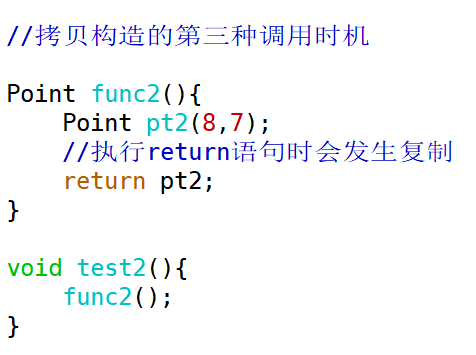 //拷贝构造的第三种调用时机

Point func2(){
    Point pt2(8,7);
    //执行return语句时会发生复制
    return pt2;
}

void test2(){
    func2();
}